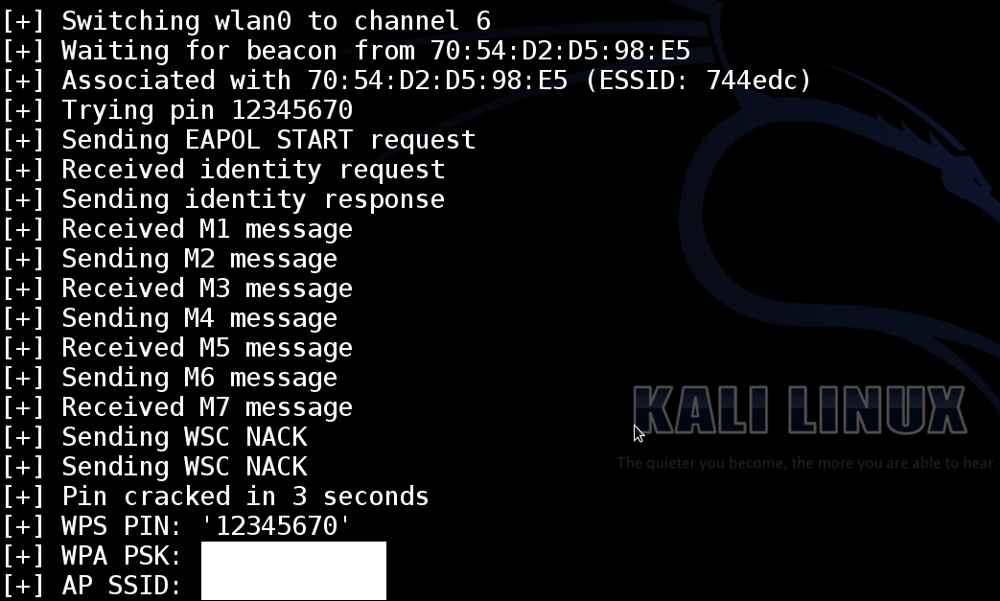 [+] Switching wlan0 to channel 6
[+] Waiting for beacon from 70:54:D2:D5:98:E5
[+] Associated with 70:54:D2:D5:98:E5 (ESSID: 744edc)
[+] Trying pin 12345670
[+] Sending EAPOL START request
[+] Received identity request
[+] Sending identity response
[+] Received M1 message
[+] Sending M2 message
[+] Received M3 message
[+] Sending M4 message
[+] Received M5 message
[+] Sending M6 message
[+] Received M7 message
[+] Sending WSC NACK
[+] Sending WSC NACK
[+] Pin cracked in 3 seconds
[+] WPS PIN: '12345670'
[+] WPA PSK:
[+] AP SSID:
KALI LINUX
The quieter you become, the more you are able to hear.